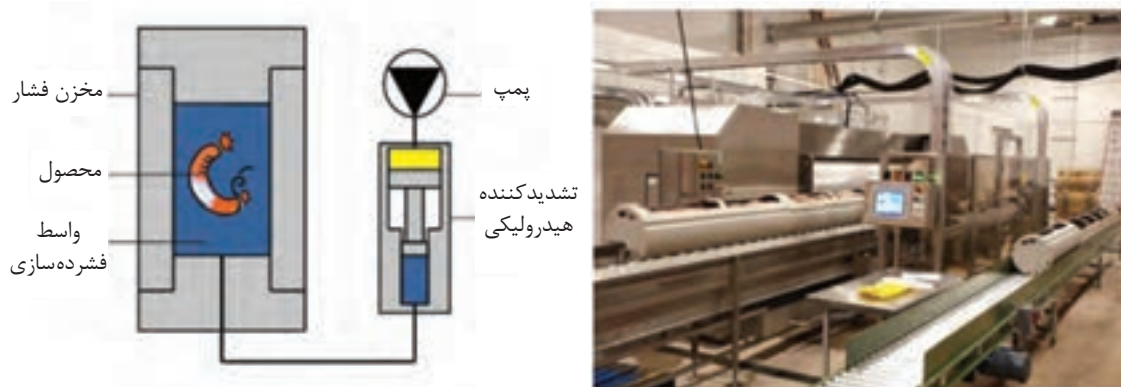 مخزن فشار
محصول
واسط
فشرده‌سازی
پمپ
تشدیدکننده
هیدرولیکی